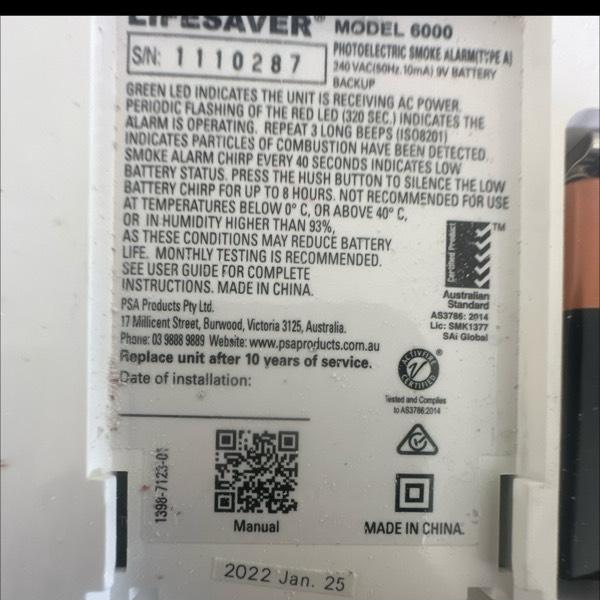 LIFESAVER® MODEL 6000
S/N: 1110287
PHOTOELECTRIC SMOKE ALARM(TYPE A)
240 VAC(50Hz. 10mA) 9V BATTERY
BACKUP
GREEN LED INDICATES THE UNIT IS RECEIVING AC POWER.
PERIODIC FLASHING OF THE RED LED (320 SEC.) INDICATES THE
ALARM IS OPERATING. REPEAT 3 LONG BEEPS (ISO8201)
INDICATES PARTICLES OF COMBUSTION HAVE BEEN DETECTED.
SMOKE ALARM CHIRP EVERY 40 SECONDS INDICATES LOW
BATTERY STATUS. PRESS THE HUSH BUTTON TO SILENCE THE LOW
BATTERY CHIRP FOR UP TO 8 HOURS. NOT RECOMMENDED FOR USE
AT TEMPERATURES BELOW 0° C, OR ABOVE 40° C,
OR IN HUMIDITY HIGHER THAN 93%,
AS THESE CONDITIONS MAY REDUCE BATTERY
LIFE. MONTHLY TESTING IS RECOMMENDED.
SEE USER GUIDE FOR COMPLETE
INSTRUCTIONS. MADE IN CHINA.
PSA Products Pty Ltd.
17 Millicent Street, Burwood, Victoria 3125, Australia.
Phone: 03 9888 9889 Website: www.psaproducts.com.au
Replace unit after 10 years of service.
Date of installation:
Certified Product
TM
Australian
Standard
AS3786: 2014
Lic: SMK1377
SAi Global
ACTIVFIRE
CERTIFIED
Tested and Complies
to AS3786:2014
1398-7123-01
Manual
MADE IN CHINA.
2022 Jan. 25